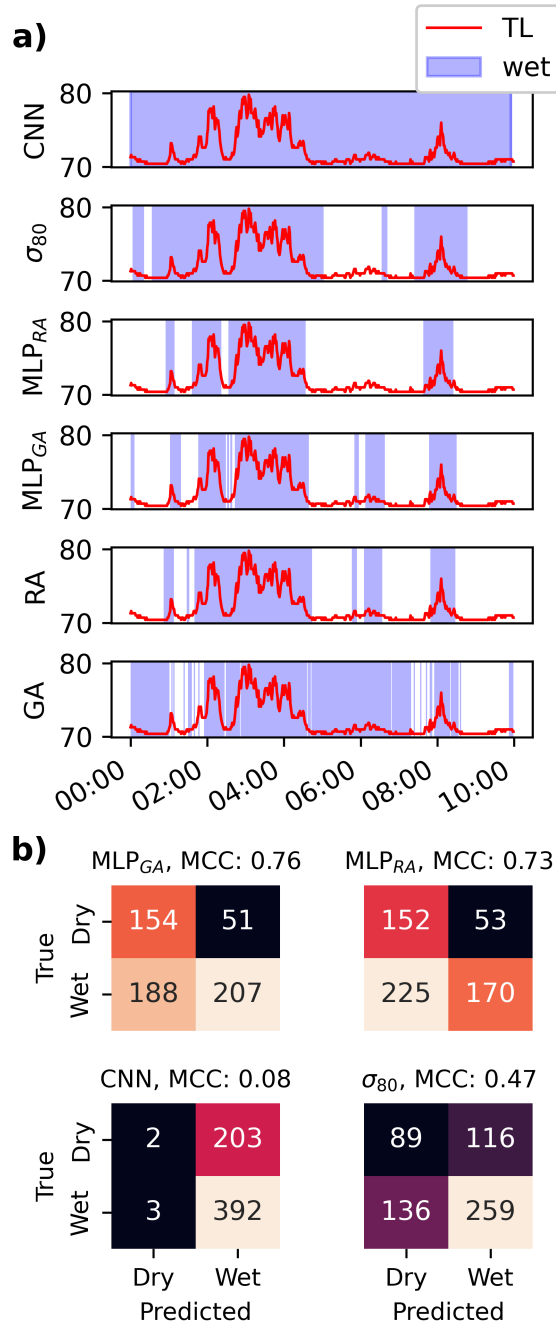 a)
TL
wet
80
70
CNN
80
70
σ80
80
70
MLPRA
80
70
MLPGA
80
70
RA
80
70
GA
00:00 02:00 04:00 06:00 08:00 10:00
b)
MLPGA, MCC: 0.76
True
Dry
Wet
154 51
188 207
MLPRA, MCC: 0.73
152 53
225 170
CNN, MCC: 0.08
True
Dry
Wet
2 203
3 392
Dry Wet
Predicted
σ80, MCC: 0.47
89 116
136 259
Dry Wet
Predicted